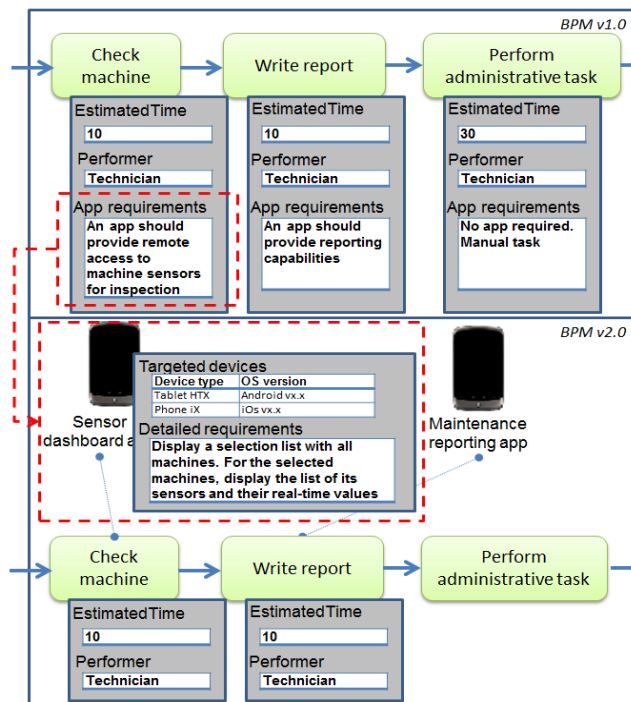 BPM v1.0
Check
machine
Write report
Perform
administrative task
EstimatedTime
10
Performer
Technician
App requirements
An app should
provide remote
access to
machine sensors
for inspection
EstimatedTime
10
Performer
Technician
App requirements
An app should
provide reporting
capabilities
EstimatedTime
30
Performer
Technician
App requirements
No app required.
Manual task
BPM v2.0
Sensor
dashboard a
Targeted devices
Device type OS version
Tablet HTX Android vx.x
Phone iX iOs vx.x
Detailed requirements
Display a selection list with all
machines. For the selected
machines, display the list of its
sensors and their real-time values
Maintenance
reporting app
Check
machine
Write report
Perform
administrative task
EstimatedTime
10
Performer
Technician
EstimatedTime
10
Performer
Technician